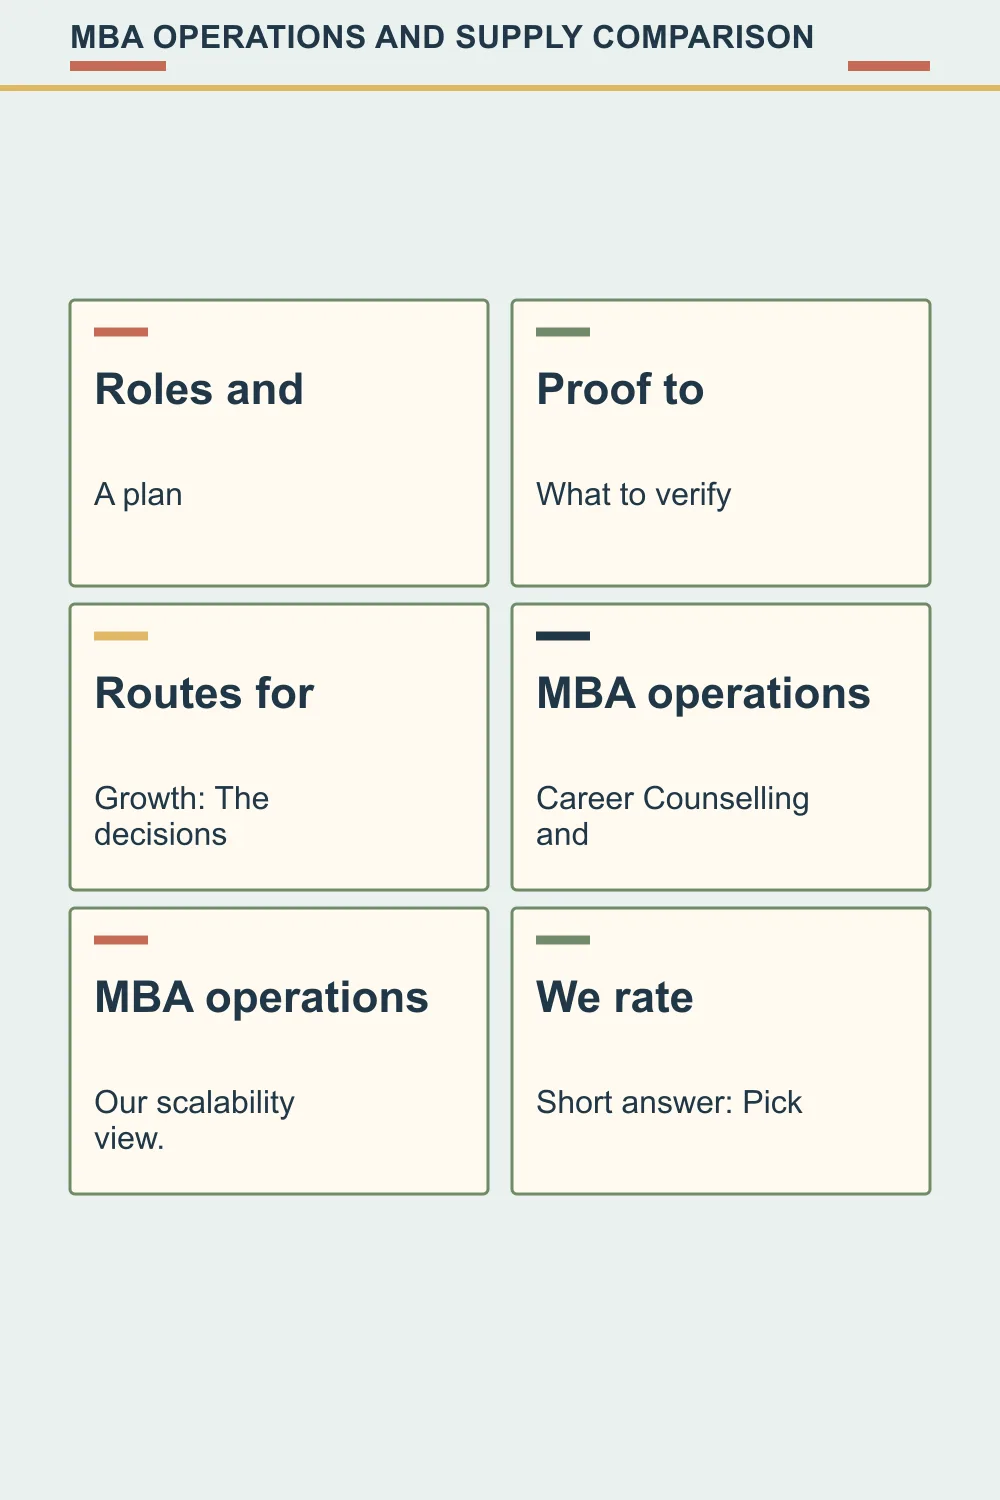 MBA OPERATIONS AND SUPPLY COMPARISON
Roles and
A plan
Proof to
What to verify
Routes for
Growth: The
decisions
MBA operations
Career Counselling
and
MBA operations
Our scalability
view.
We rate
Short answer: Pick